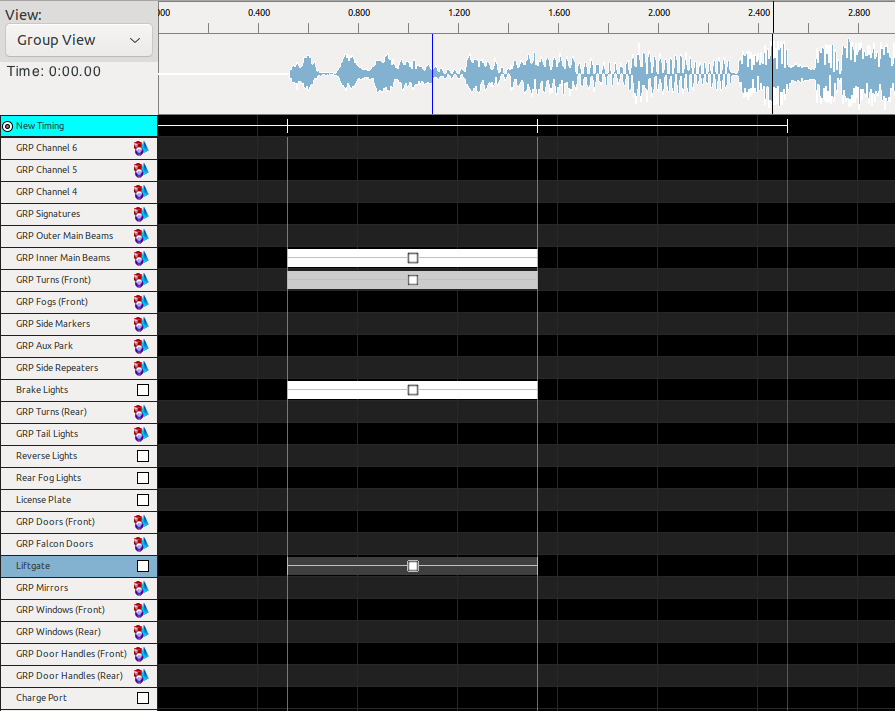 View:
Group View
Time: 0:00.00
000 0.400 0.800 1.200 1.600 2.000 2.400 2.800
New Timing
GRP Channel 6
GRP Channel 5
GRP Channel 4
GRP Signatures
GRP Outer Main Beams
GRP Inner Main Beams
GRP Turns (Front)
GRP Fogs (Front)
GRP Side Markers
GRP Aux Park
GRP Side Repeaters
Brake Lights
GRP Turns (Rear)
GRP Tail Lights
Reverse Lights
Rear Fog Lights
License Plate
GRP Doors (Front)
GRP Falcon Doors
Liftgate
GRP Mirrors
GRP Windows (Front)
GRP Windows (Rear)
GRP Door Handles (Front)
GRP Door Handles (Rear)
Charge Port